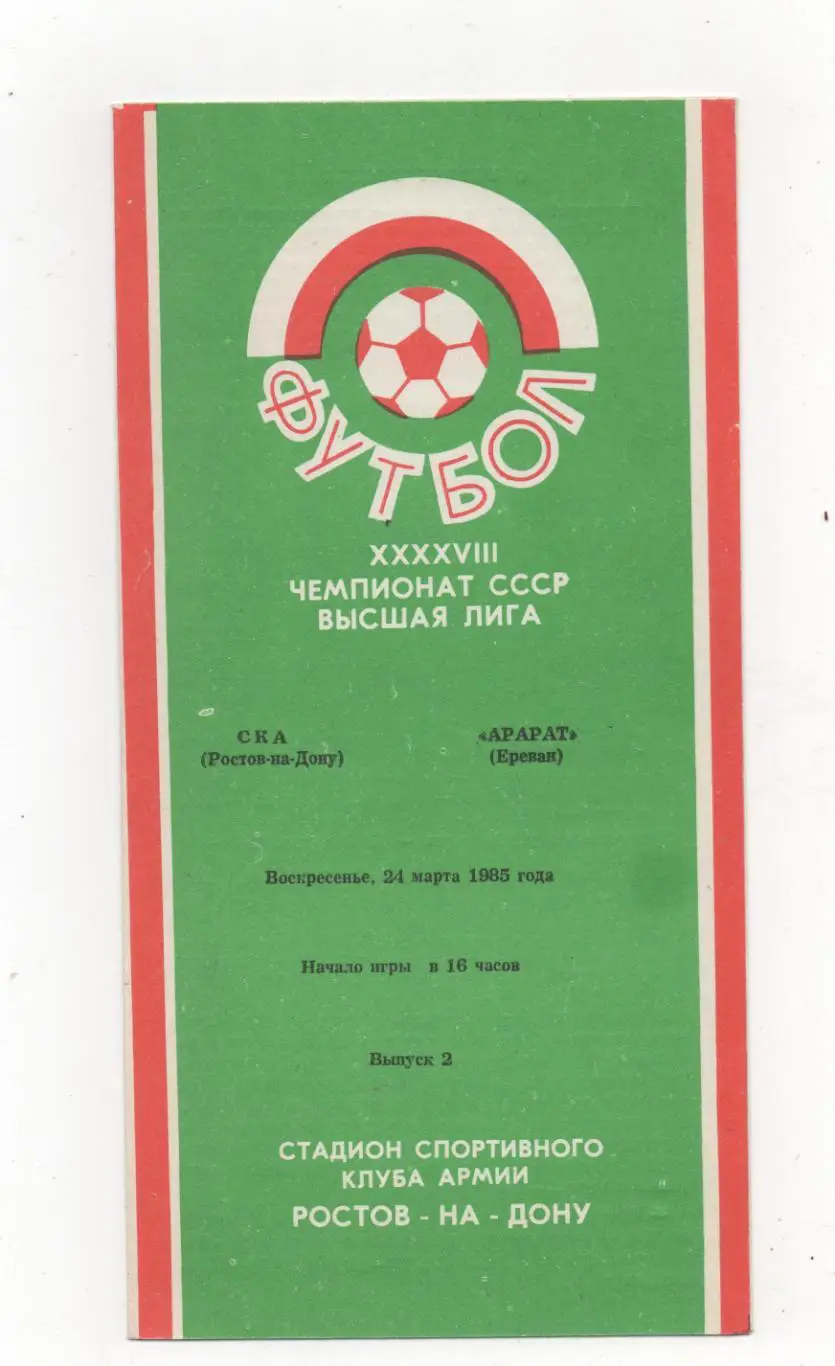 ФУТБОЛ
XXXXVIII
ЧЕМПИОНАТ СССР
ВЫСШАЯ ЛИГА
СКА «АРАРАТ»
(Ростов-на-Дону) (Ереван)
Воскресенье, 24 марта 1985 года
Начало игры в 16 часов
Выпуск 2
СТАДИОН СПОРТИВНОГО
КЛУБА АРМИИ
РОСТОВ - НА - ДОНУ